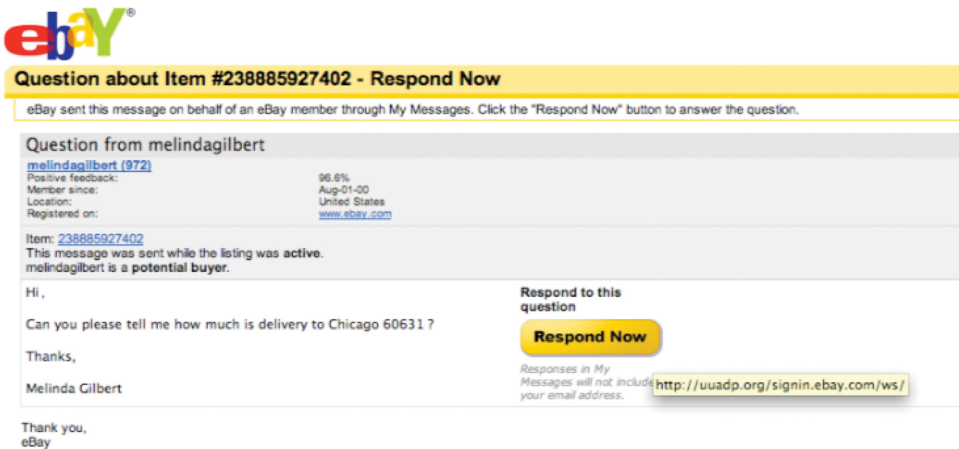 ebaY®
Question about Item #238885927402 - Respond Now
eBay sent this message on behalf of an eBay member through My Messages. Click the "Respond Now" button to answer the question.
Question from melindagilbert
melindagilbert (972)
Positive feedback: 96.6%
Member since: Aug-01-00
Location: United States
Registered on: www.ebay.com
Item: 238885927402
This message was sent while the listing was active.
melindagilbert is a potential buyer.
Hi,
Can you please tell me how much is delivery to Chicago 60631 ?
Thanks,
Melinda Gilbert
Respond to this
question
Respond Now
Responses in My
Messages will not include
your email address.
http://uuadp.org/signin.ebay.com/ws/
Thank you,
eBay